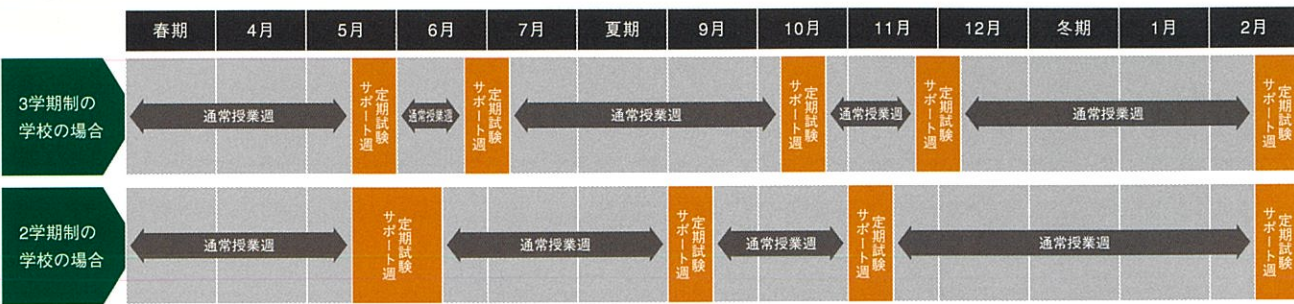 春期 4月 5月 6月 7月 夏期 9月 10月 11月 12月 冬期 1月 2月
3学期制の
学校の場合
通常授業週
定期試験
サポート週
通常授業週
定期試験
サポート週
通常授業週
定期試験
サポート週
通常授業週
定期試験
サポート週
通常授業週
定期試験
サポート週
2学期制の
学校の場合
通常授業週
定期試験
サポート週
通常授業週
定期試験
サポート週
通常授業週
定期試験
サポート週
通常授業週
定期試験
サポート週